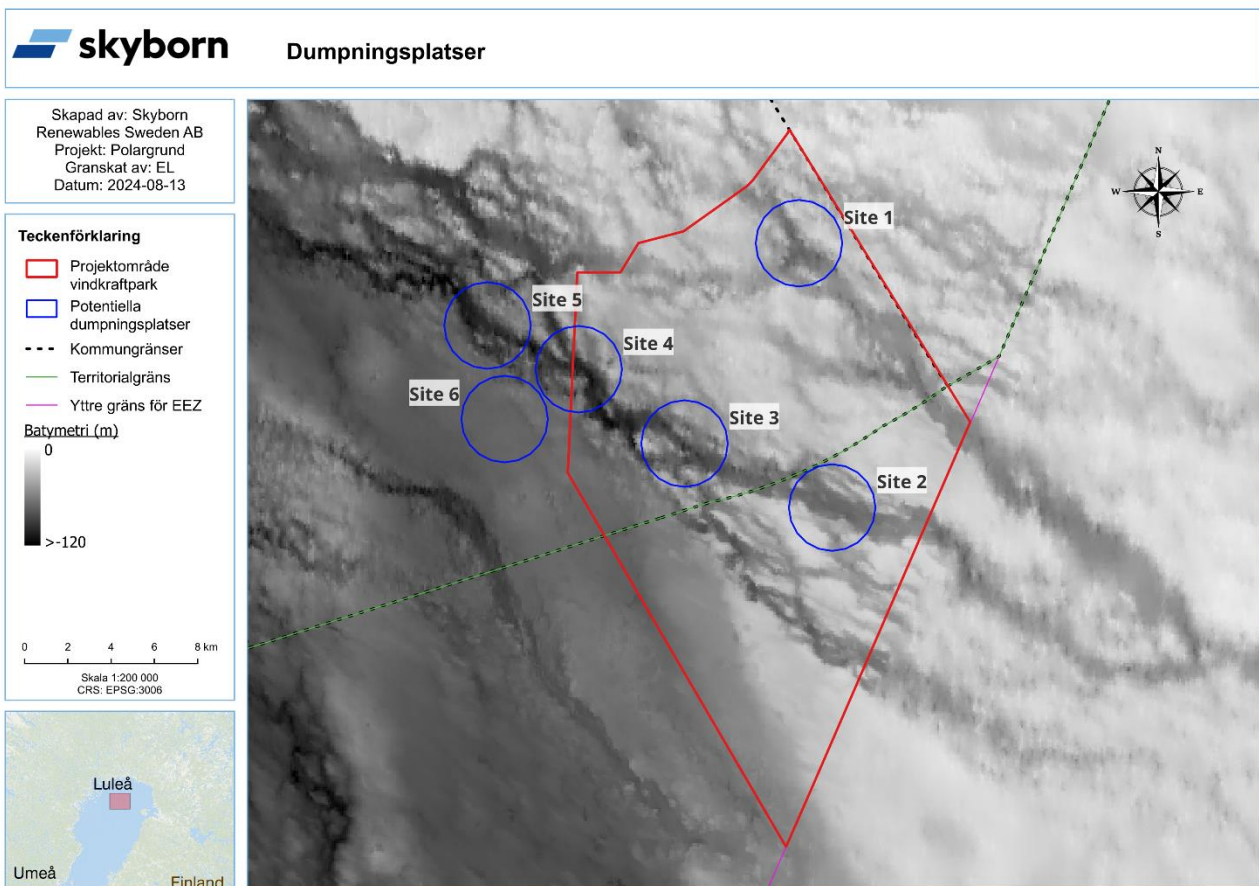 skyborn
Dumpningsplatser
Skapad av: Skyborn
Renewables Sweden AB
Projekt: Polargrund
Granskat av: EL
Datum: 2024-08-13
Teckenförklaring
Projektområde
vindkraftpark
Potentiella
dumpningsplatser
Kommungränser
Territorialgräns
Yttre gräns för EEZ
Batymetri (m)
0
>-120
0 2 4 6 8 km
Skala 1:200 000
CRS: EPSG:3006
Luleå
Umeå
Finland
N
W E
S
Site 1
Site 5
Site 4
Site 6
Site 3
Site 2